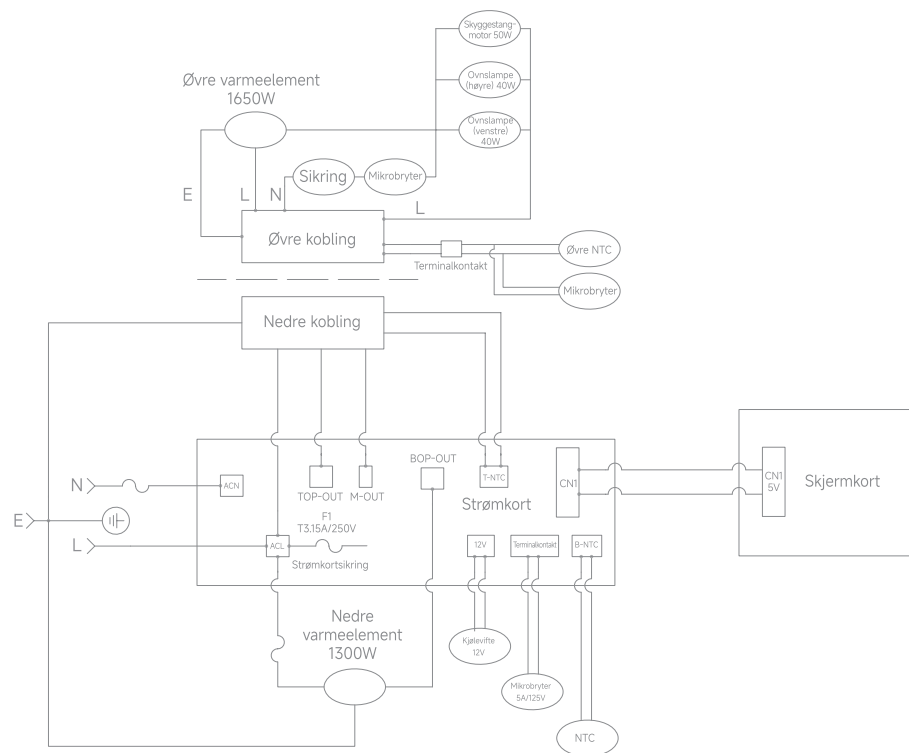 Skyggestang-
motor 50W
Øvre varmeelement
1650W
Ovnslampe
(høyre) 40W
Ovnslampe
(venstre)
40W
Sikring
Mikrobryter
E
L
N
L
Øvre kobling
Øvre NTC
Terminalkontakt
Mikrobryter
Nedre kobling
BOP-OUT
T-NTC
CN1
CN1
5V
Skjermkort
N
ACN
TOP-OUT
M-OUT
Strømkort
E
F1
T3.15A/250V
L
ACL
Strømkortsikring
12V
Terminalkontakt
B-NTC
Nedre
varmeelement
1300W
Kjølevifte
12V
Mikrobryter
5A/125V
NTC